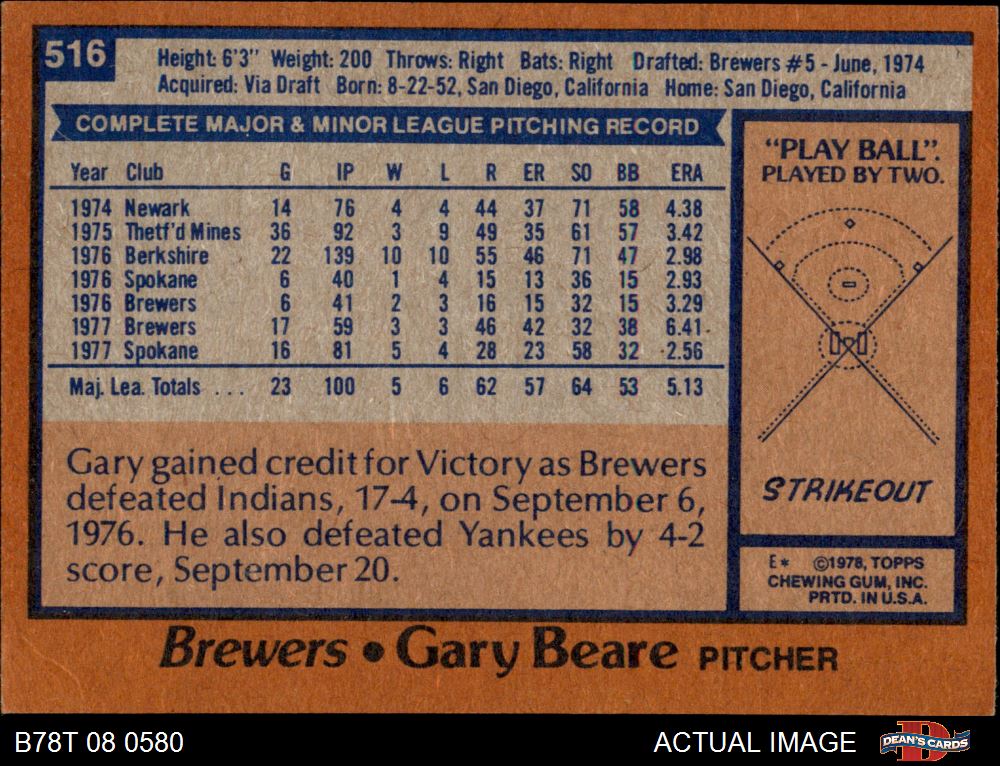 516
Height: 6'3" Weight: 200 Throws: Right Bats: Right Drafted: Brewers #5 - June, 1974
Acquired: Via Draft Born: 8-22-52, San Diego, California Home: San Diego, California
COMPLETE MAJOR & MINOR LEAGUE PITCHING RECORD
Year Club G IP W L R ER SO BB ERA
1974 Newark 14 76 4 4 44 37 71 58 4.38
1975 Thetf'd Mines 36 92 3 9 49 35 61 57 3.42
1976 Berkshire 22 139 10 10 55 46 71 47 2.98
1976 Spokane 6 40 1 4 15 13 36 15 2.93
1976 Brewers 6 41 2 3 16 15 32 15 3.29
1977 Brewers 17 59 3 3 46 42 32 38 6.41
1977 Spokane 16 81 5 4 28 23 58 32 2.56
Maj. Lea. Totals ... 23 100 5 6 62 57 64 53 5.13
Gary gained credit for Victory as Brewers
defeated Indians, 17-4, on September 6,
1976. He also defeated Yankees by 4-2
score, September 20.
"PLAY BALL".
PLAYED BY TWO.
STRIKEOUT
E* ©1978, TOPPS
CHEWING GUM, INC.
PRTD. IN U.S.A.
Brewers • Gary Beare PITCHER
B78T 08 0580
ACTUAL IMAGE
DEAN'S CARDS